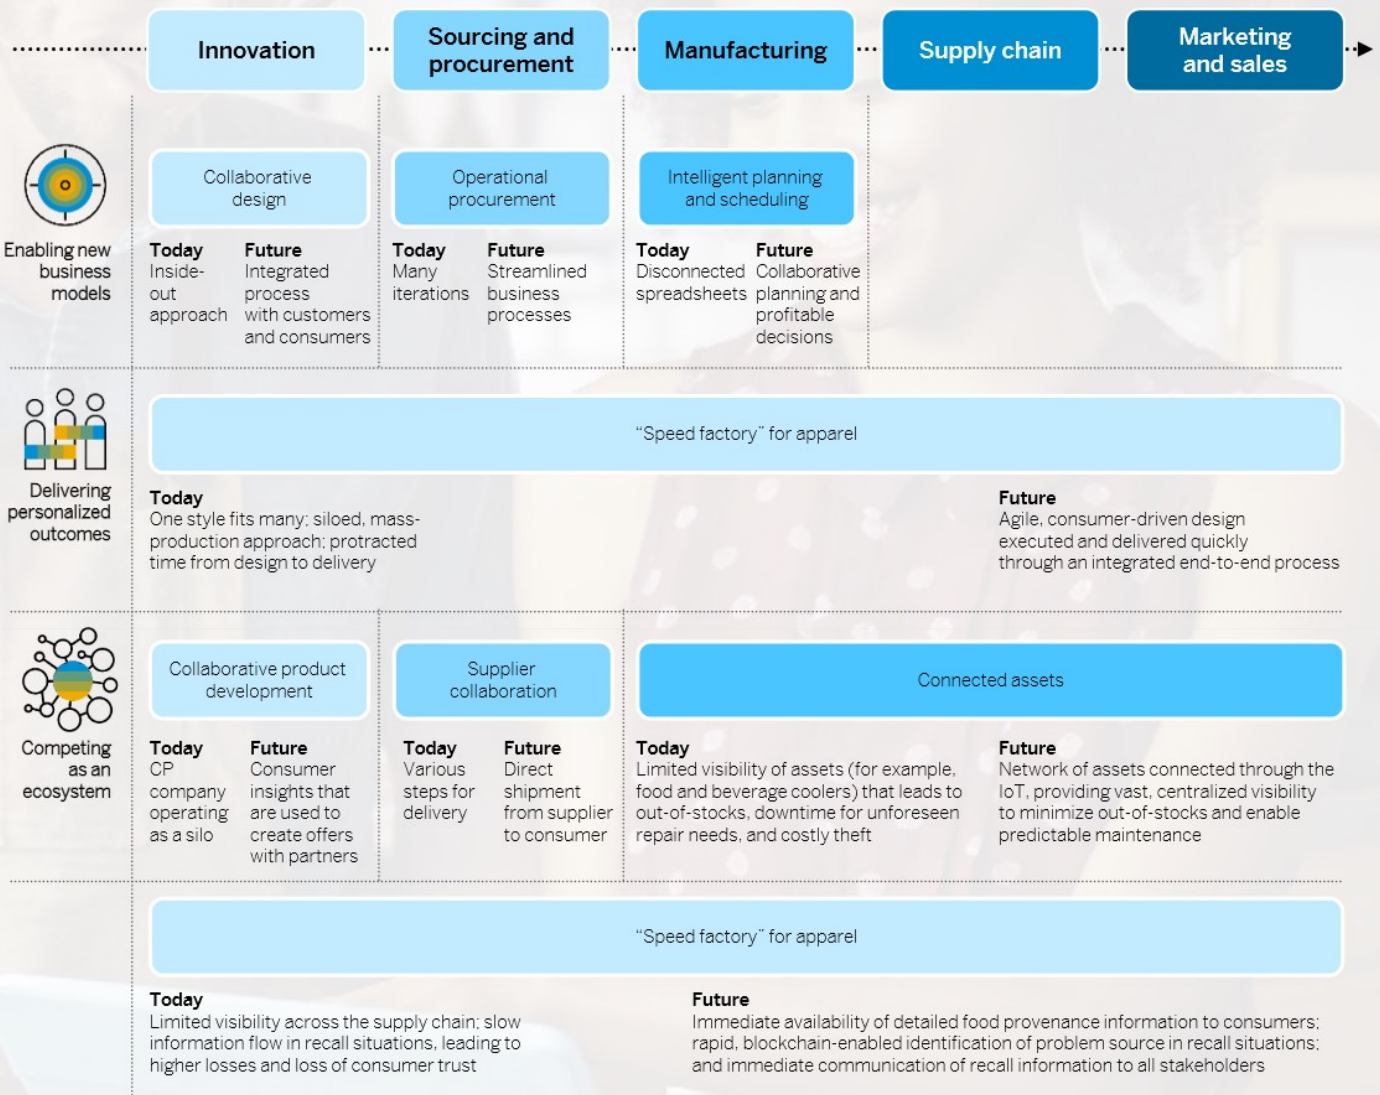 Innovation
Sourcing and
procurement
Manufacturing
Supply chain
Marketing
and sales
Enabling new
business
models
Collaborative
design
Today
Inside-
out
approach
Future
Integrated
process
with customers
and consumers
Operational
procurement
Today
Many
iterations
Future
Streamlined
business
processes
Intelligent planning
and scheduling
Today
Disconnected
spreadsheets
Future
Collaborative
planning and
profitable
decisions
Delivering
personalized
outcomes
“Speed factory” for apparel
Today
One style fits many; siloed, mass-
production approach; protracted
time from design to delivery
Future
Agile, consumer-driven design
executed and delivered quickly
through an integrated end-to-end process
Competing
as an
ecosystem
Collaborative product
development
Today
CP
company
operating
as a silo
Future
Consumer
insights that
are used to
create offers
with partners
Supplier
collaboration
Today
Various
steps for
delivery
Future
Direct
shipment
from supplier
to consumer
Connected assets
Today
Limited visibility of assets (for example,
food and beverage coolers) that leads to
out-of-stocks, downtime for unforeseen
repair needs, and costly theft
Future
Network of assets connected through the
IoT, providing vast, centralized visibility
to minimize out-of-stocks and enable
predictable maintenance
“Speed factory” for apparel
Today
Limited visibility across the supply chain; slow
information flow in recall situations, leading to
higher losses and loss of consumer trust
Future
Immediate availability of detailed food provenance information to consumers;
rapid, blockchain-enabled identification of problem source in recall situations;
and immediate communication of recall information to all stakeholders